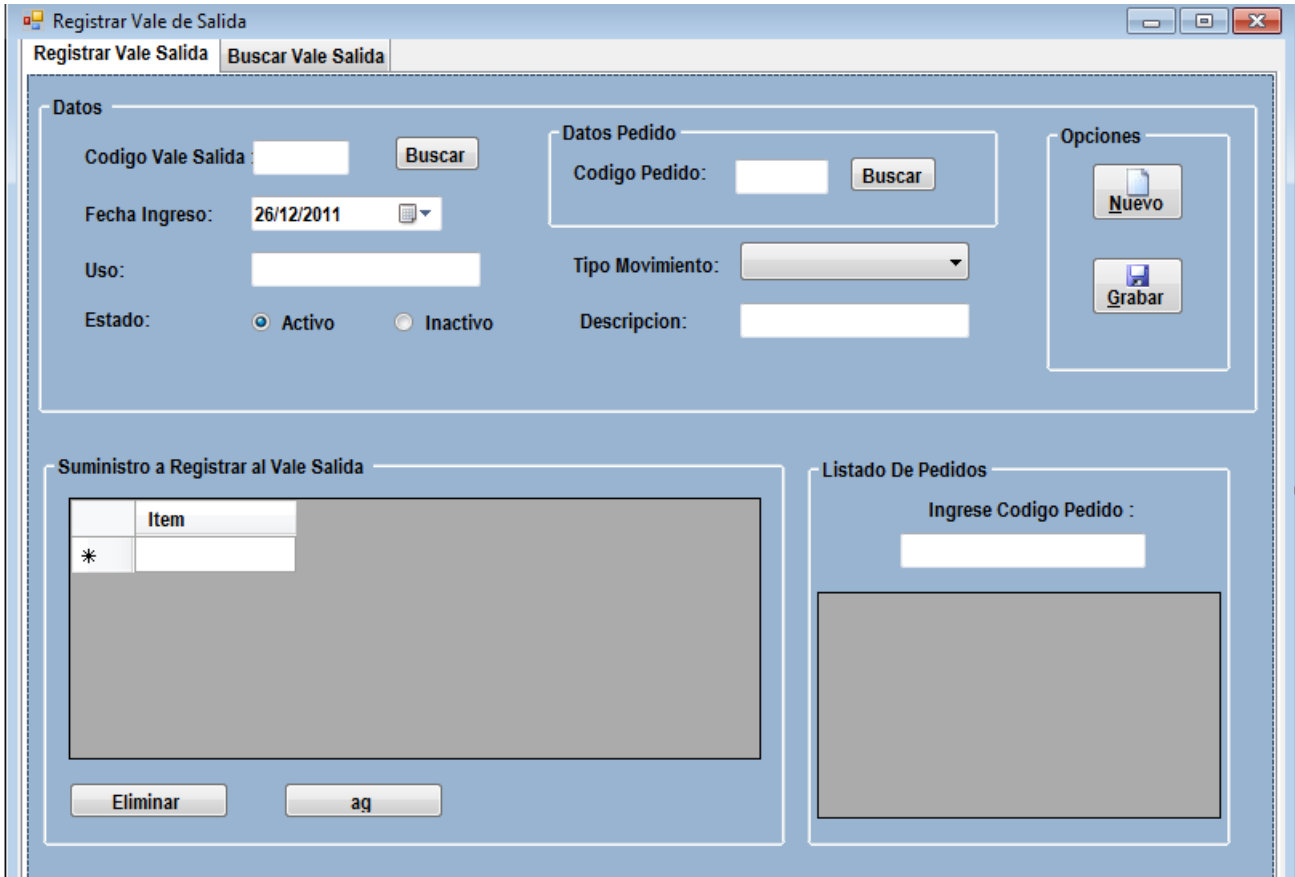 Registrar Vale de Salida
Registrar Vale Salida
Buscar Vale Salida
Datos
Codigo Vale Salida :
Buscar
Fecha Ingreso:
26/12/2011
Uso:
Estado:
Activo
Inactivo
Datos Pedido
Codigo Pedido:
Buscar
Tipo Movimiento:
Descripcion:
Opciones
Nuevo
Grabar
Suministro a Registrar al Vale Salida
Item
Eliminar
ag
Listado De Pedidos
Ingrese Codigo Pedido :